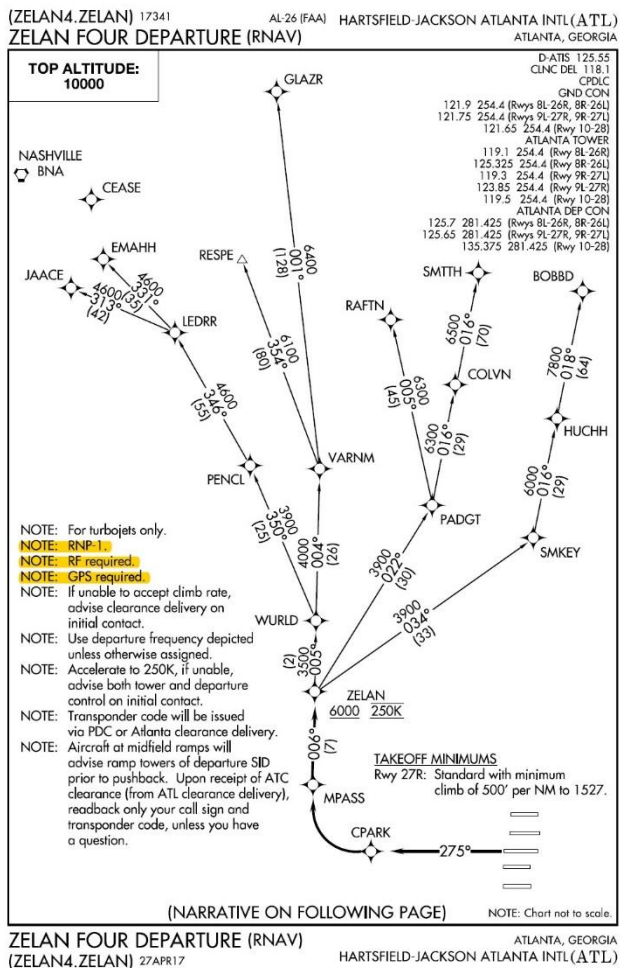 (ZELAN4.ZELAN) 17341
AL-26 (FAA)
HARTSFIELD-JACKSON ATLANTA INTL (ATL)
ZELAN FOUR DEPARTURE (RNAV)
ATLANTA, GEORGIA
TOP ALTITUDE:
10000
D-ATIS 125.55
CLNC DEL 118.1
CPDLC
GND CON
121.9 254.4 (Rwys 8L-26R, 8R-26L)
121.75 254.4 (Rwys 9L-27R, 9R-27L)
121.65 254.4 (Rwy 10-28)
ATLANTA TOWER
119.1 254.4 (Rwy 8L-26R)
125.325 254.4 (Rwy 8R-26L)
119.3 254.4 (Rwy 9R-27L)
123.85 254.4 (Rwy 9L-27R)
119.5 254.4 (Rwy 10-28)
ATLANTA DEP CON
125.7 281.425 (Rwys 8L-26R, 8R-26L)
125.65 281.425 (Rwys 9L-27R, 9R-27L)
135.375 281.425 (Rwy 10-28)
GLAZR
NASHVILLE
BNA
CEASE
EMAHH
JAACE
RESPE
SMTTH
BOBBD
RAFTN
LEDRR
COLVN
HUCHH
PENCL
VARNM
PADGT
SMKEY
WURLD
4600
331°
(35)
4600
313°
(42)
4600
346°
(55)
6400
001°
(128)
6100
354°
(80)
6300
005°
(45)
6500
016°
(70)
6300
016°
(29)
7800
018°
(64)
6000
016°
(29)
3900
350°
(25)
4000
004°
(26)
3900
022°
(30)
3900
034°
(33)
(2)
3500
005°
ZELAN
6000 250K
006°
(7)
MPASS
CPARK
275°
NOTE: For turbojets only.
NOTE: RNP-1.
NOTE: RF required.
NOTE: GPS required.
NOTE: If unable to accept climb rate,
advise clearance delivery on
initial contact.
NOTE: Use departure frequency depicted
unless otherwise assigned.
NOTE: Accelerate to 250K, if unable,
advise both tower and departure
control on initial contact.
NOTE: Transponder code will be issued
via PDC or Atlanta clearance delivery.
NOTE: Aircraft at midfield ramps will
advise ramp towers of departure SID
prior to pushback. Upon receipt of ATC
clearance (from ATL clearance delivery),
readback only your call sign and
transponder code, unless you have
a question.
TAKEOFF MINIMUMS
Rwy 27R: Standard with minimum
climb of 500' per NM to 1527.
(NARRATIVE ON FOLLOWING PAGE)
NOTE: Chart not to scale.
ZELAN FOUR DEPARTURE (RNAV)
ATLANTA, GEORGIA
(ZELAN4.ZELAN) 27APR17
HARTSFIELD-JACKSON ATLANTA INTL (ATL)